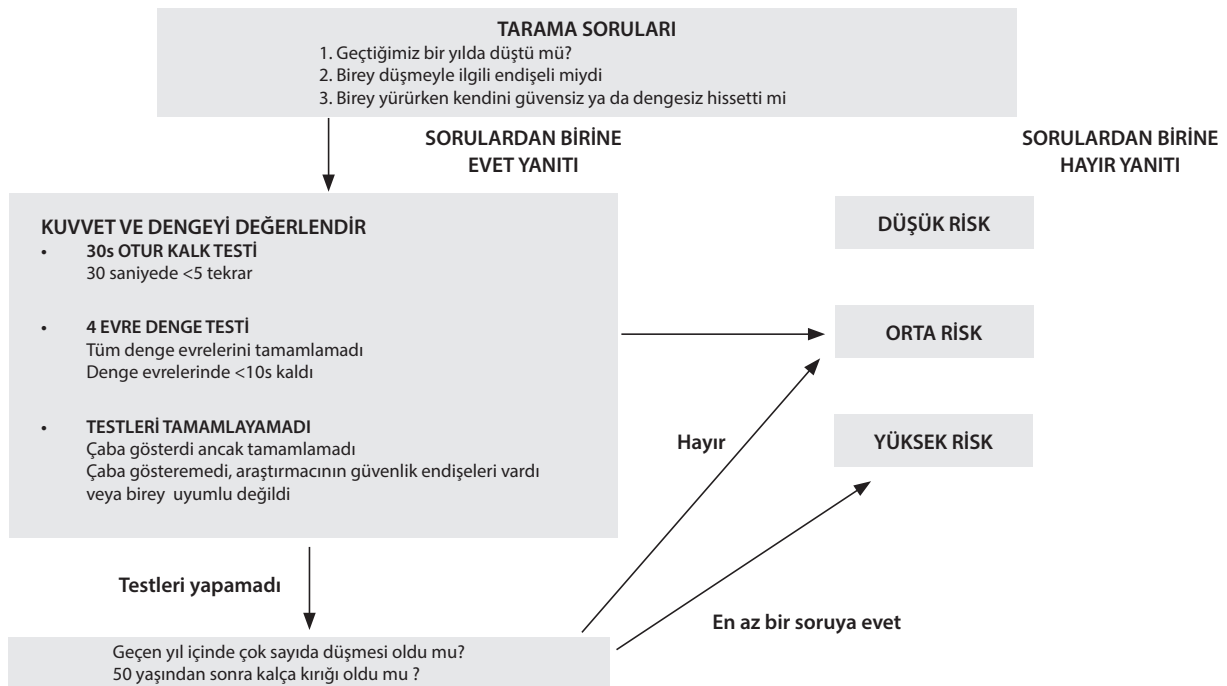 TARAMA SORULARI
1. Geçtiğimiz bir yılda düştü mü?
2. Birey düşmeyle ilgili endişeli miydi
3. Birey yürürken kendini güvensiz ya da dengesiz hissetti mi
SORULARDAN BİRİNE
EVET YANITI
SORULARDAN BİRİNE
HAYIR YANITI
KUVVET VE DENGEYİ DEĞERLENDİR
• 30s OTUR KALK TESTİ
30 saniyede <5 tekrar
• 4 EVRE DENGE TESTİ
Tüm denge evrelerini tamamlamadı
Denge evrelerinde <10s kaldı
• TESTLERİ TAMAMLAYAMADI
Çaba gösterdi ancak tamamlamadı
Çaba gösteremedi, araştırmacının güvenlik endişeleri vardı
veya birey uyumlu değildi
DÜŞÜK RİSK
ORTA RİSK
YÜKSEK RİSK
Hayır
Testleri yapamadı
En az bir soruya evet
Geçen yıl içinde çok sayıda düşmesi oldu mu?
50 yaşından sonra kalça kırığı oldu mu ?